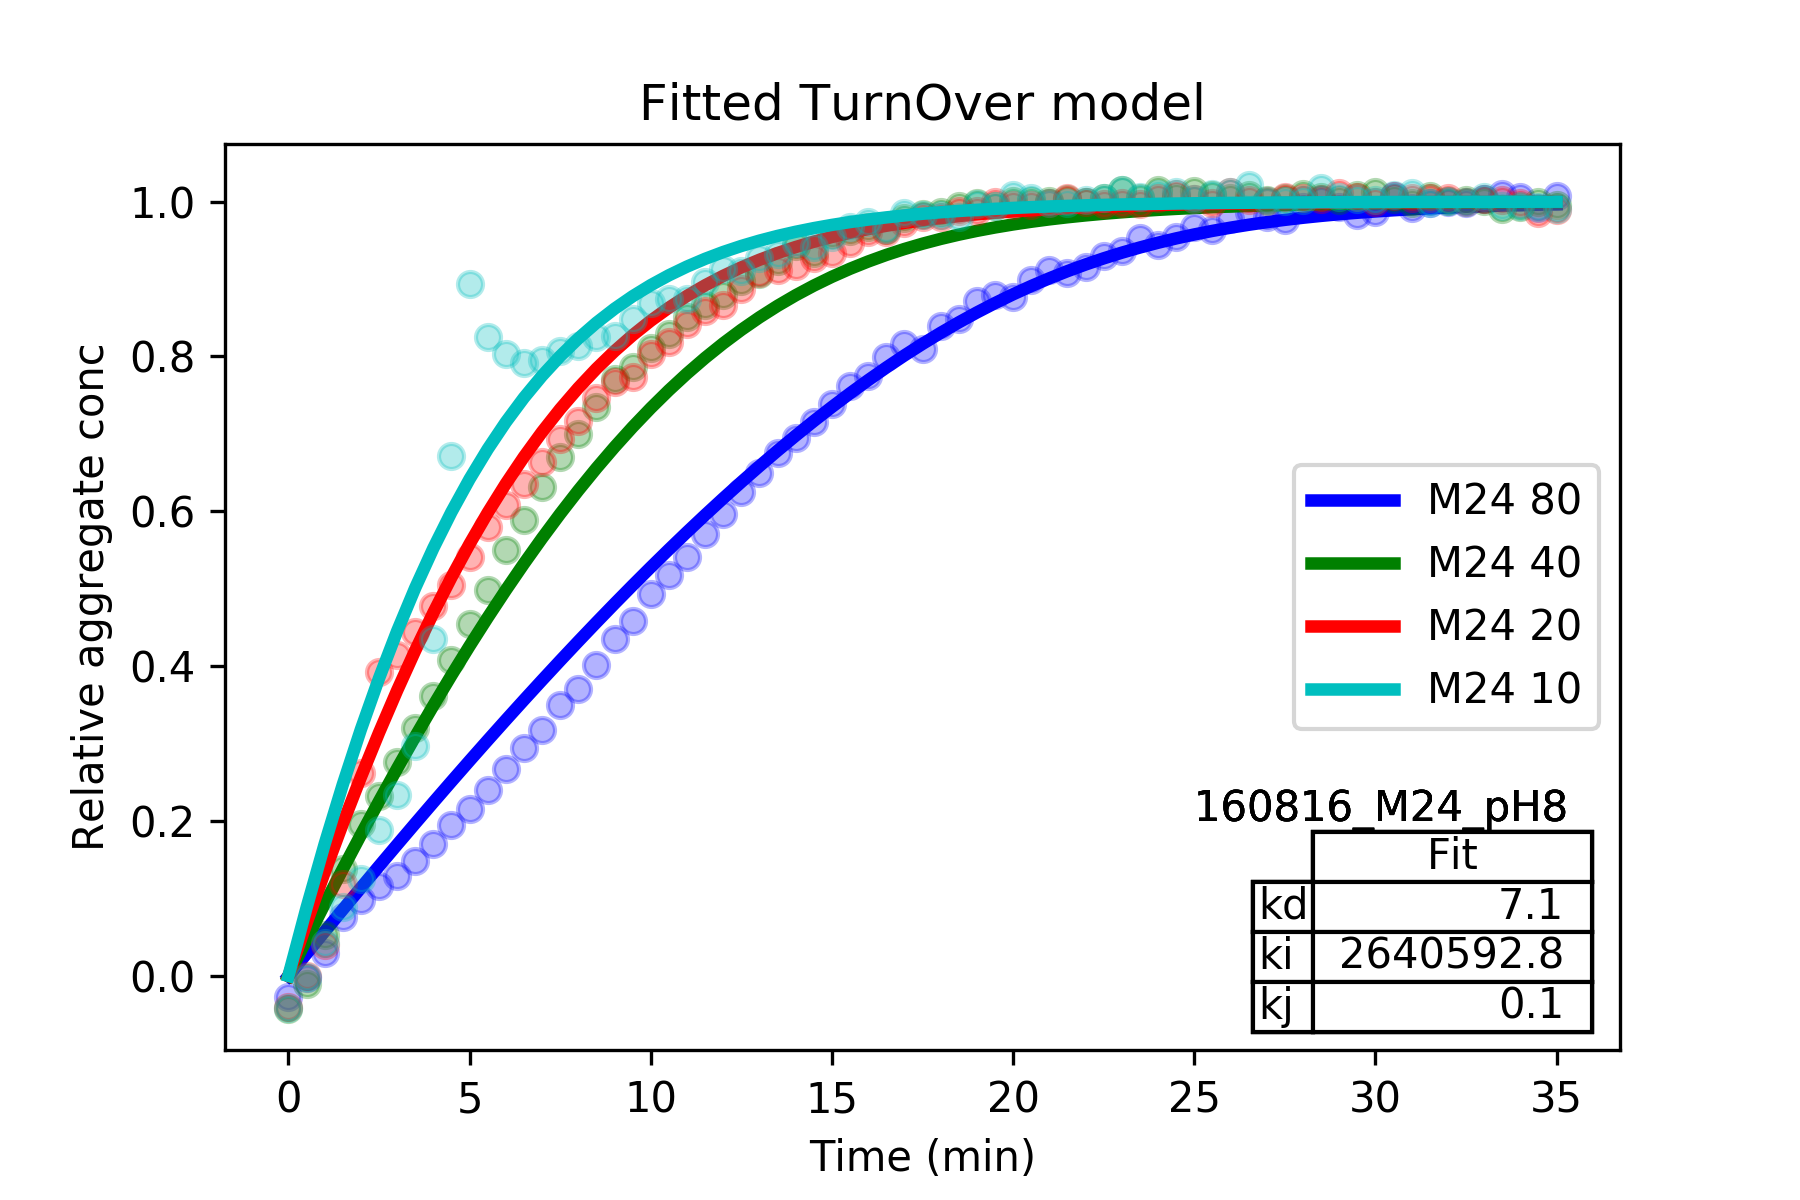 Fitted TurnOver model
Relative aggregate conc
1.0
0.8
0.6
0.4
0.2
0.0
M24 80
M24 40
M24 20
M24 10
160816_M24_pH8
Fit
kd 7.1
ki 2640592.8
kj 0.1
0 5 10 15 20 25 30 35
Time (min)